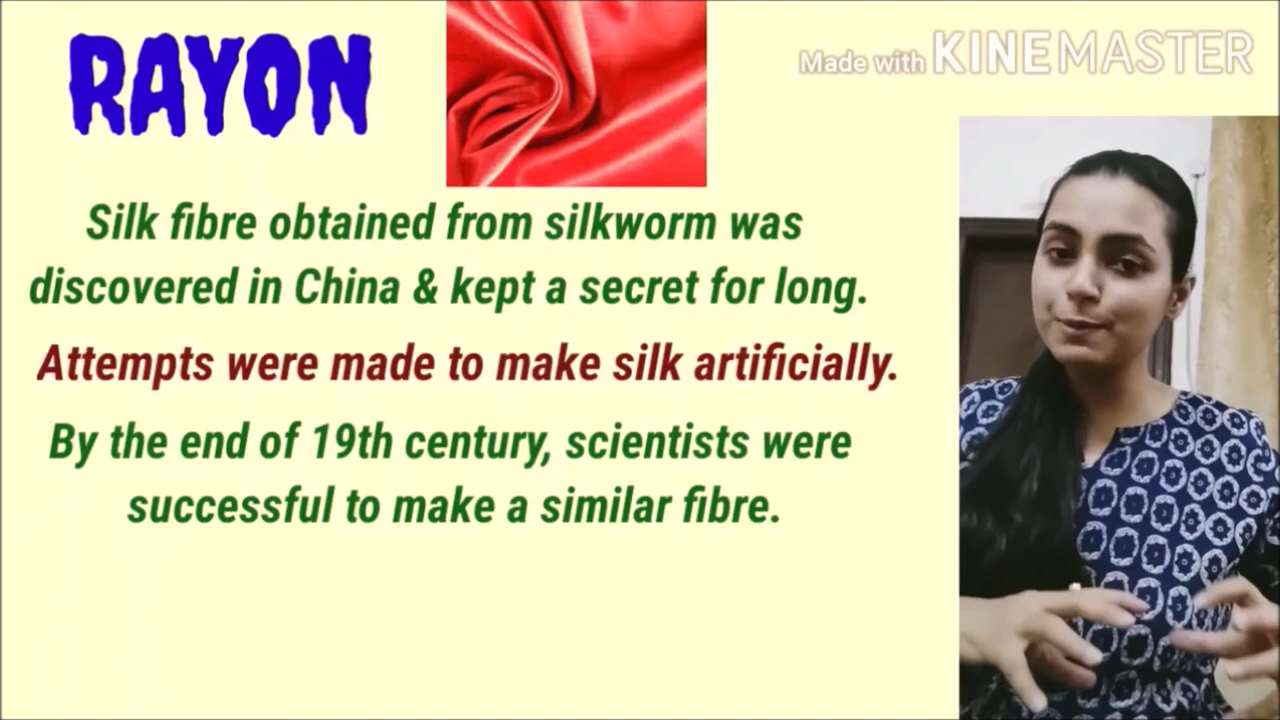 RAYON
Made with KINEMASTER
Silk fibre obtained from silkworm was
discovered in China & kept a secret for long.
Attempts were made to make silk artificially.
By the end of 19th century, scientists were
successful to make a similar fibre.